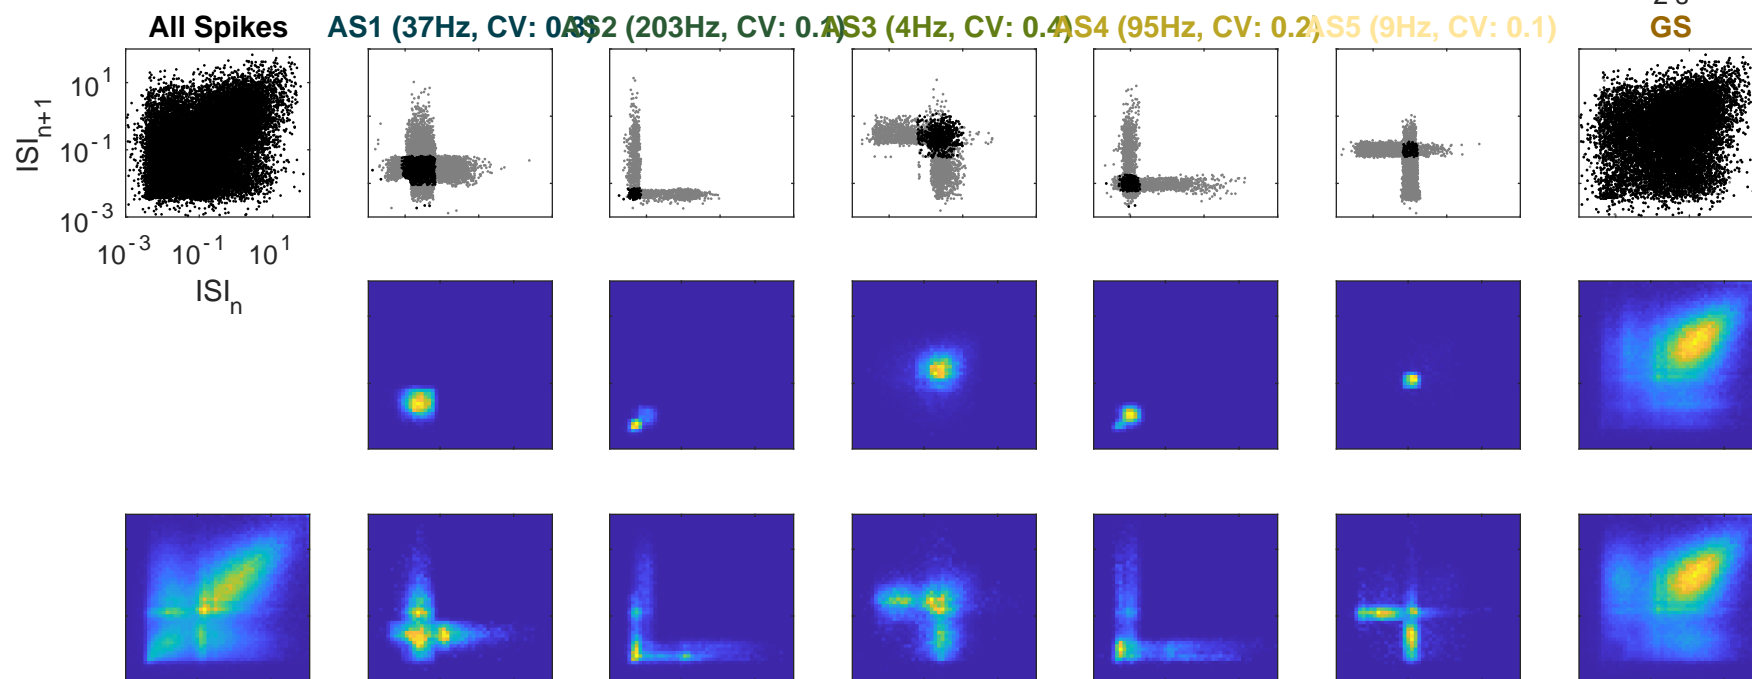 All Spikes
AS1 (37Hz, CV: 0.3)
AS2 (203Hz, CV: 0.1)
AS3 (4Hz, CV: 0.4)
AS4 (95Hz, CV: 0.2)
AS5 (9Hz, CV: 0.1)
GS
ISI_{n+1}
10^1
10^-1
10^-3
10^-3 10^-1 10^1
ISI_n